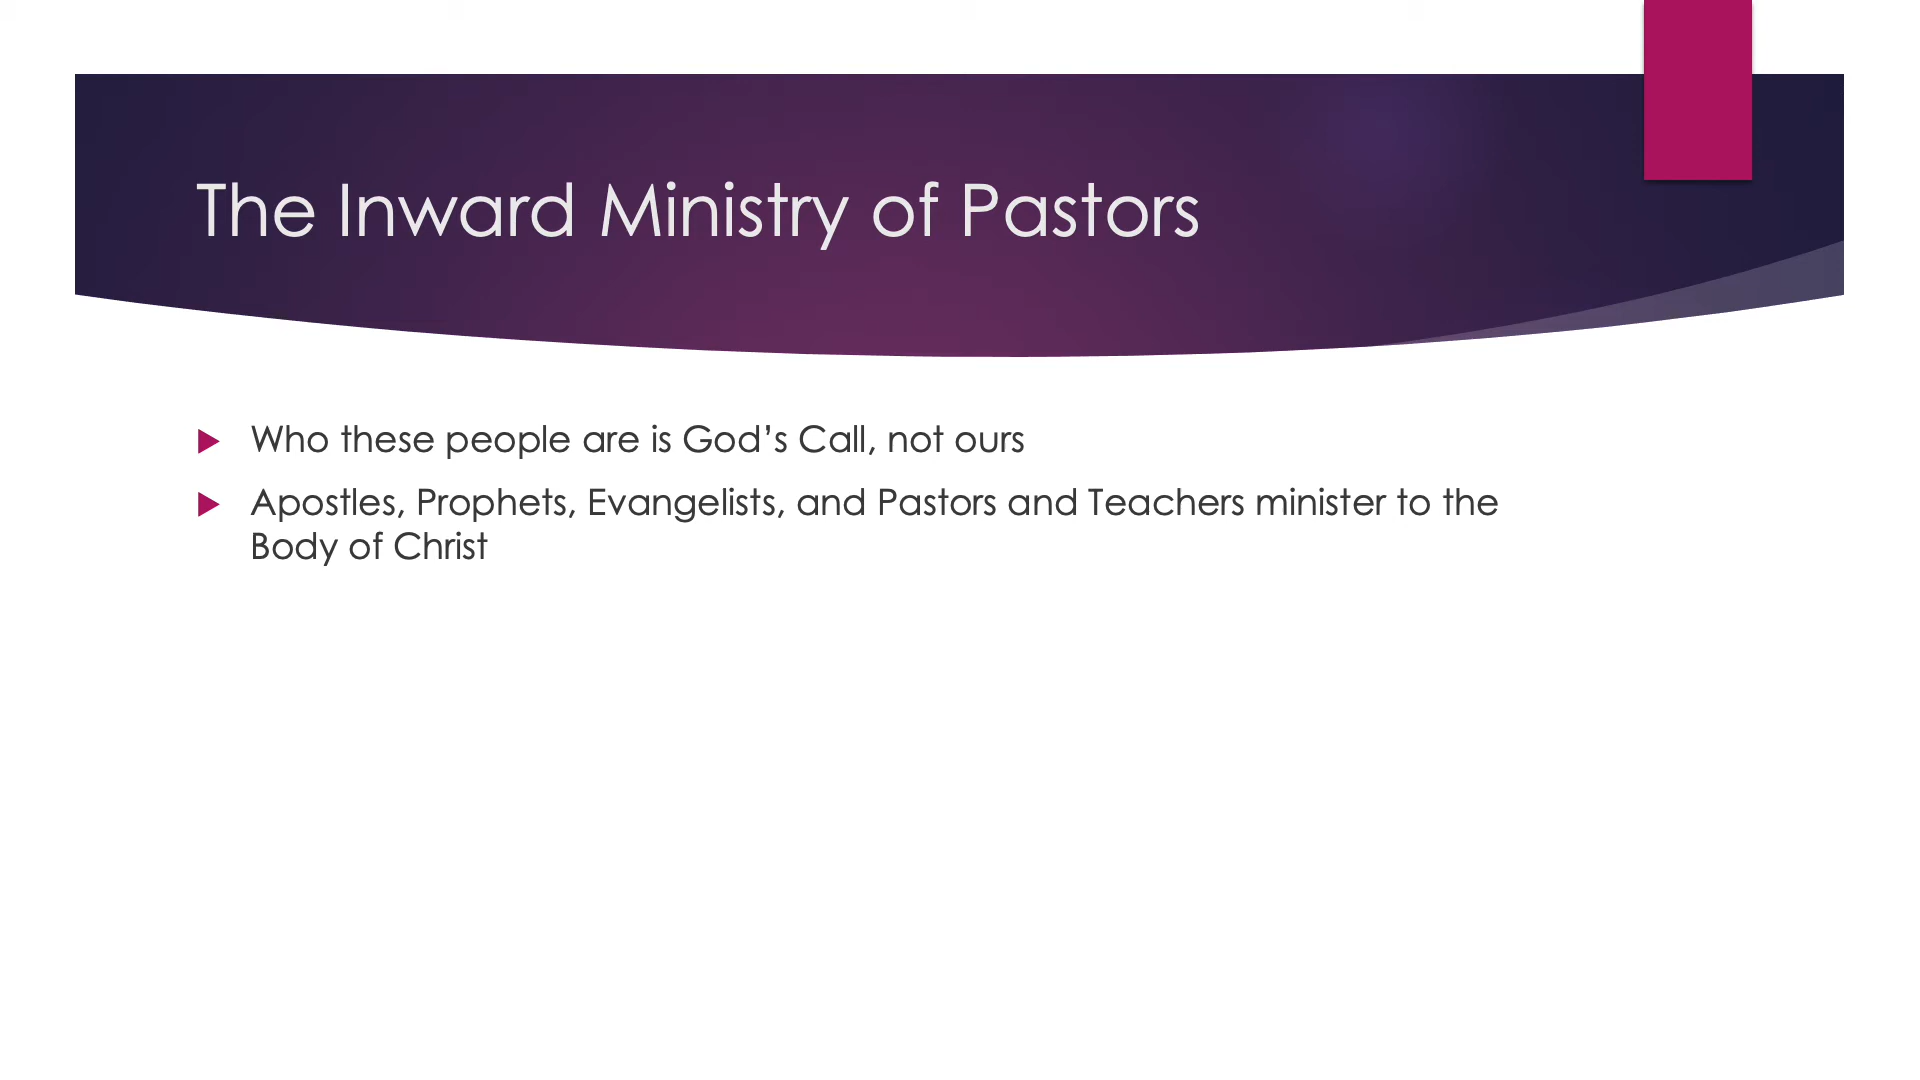 The Inward Ministry of Pastors
Who these people are is God’s Call, not ours
Apostles, Prophets, Evangelists, and Pastors and Teachers minister to the
Body of Christ